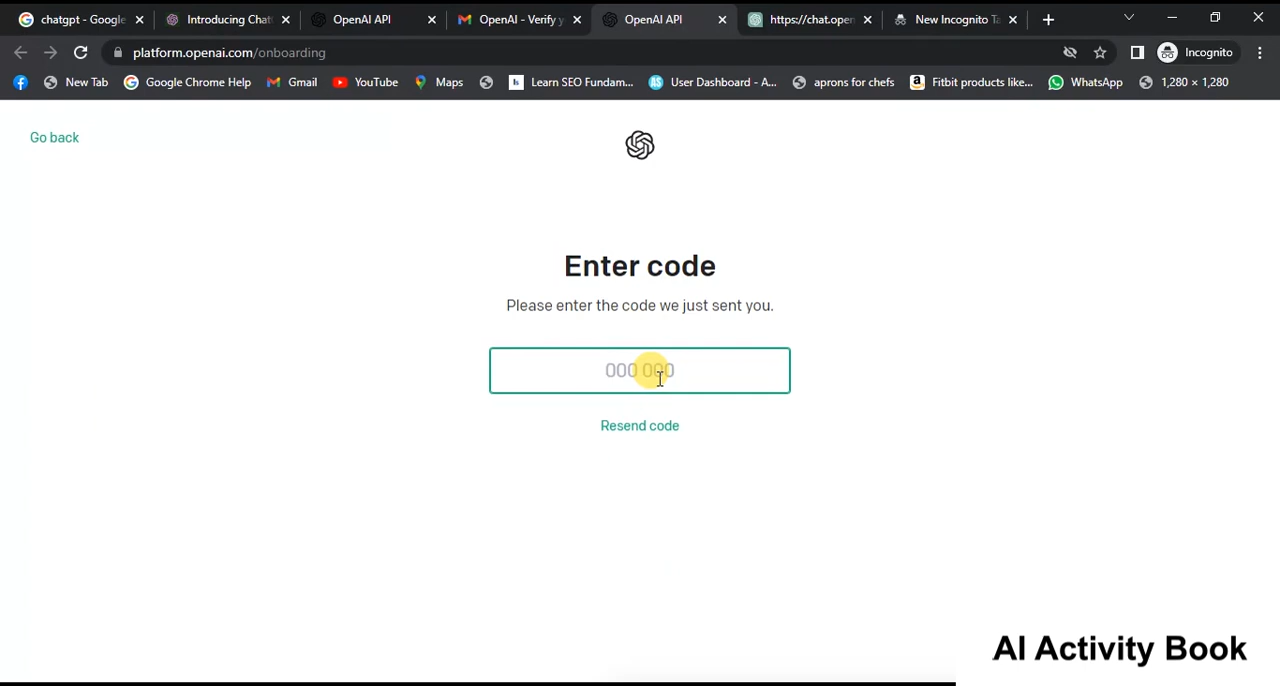 chatgpt - Google
Introducing Chat
OpenAI API
OpenAI - Verify y
OpenAI API
https://chat.open
New Incognito Ta
platform.openai.com/onboarding
Incognito
New Tab
Google Chrome Help
Gmail
YouTube
Maps
Learn SEO Fundam...
User Dashboard - A...
aprons for chefs
Fitbit products like...
WhatsApp
1,280 × 1,280
Go back
Enter code
Please enter the code we just sent you.
000 000
Resend code
AI Activity Book